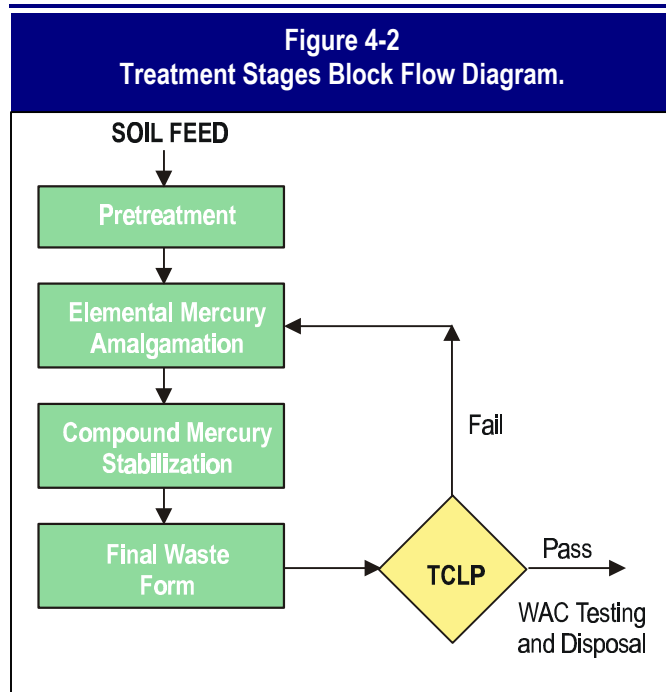 Figure 4-2
Treatment Stages Block Flow Diagram.
SOIL FEED
Pretreatment
Elemental Mercury
Amalgamation
Compound Mercury
Stabilization
Final Waste
Form
TCLP
Fail
Pass
WAC Testing
and Disposal